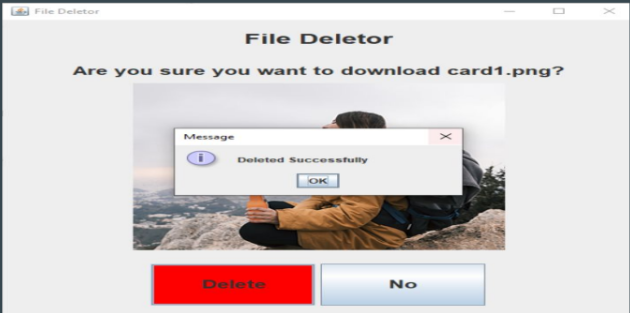 File Deletor
File Deletor
Are you sure you want to download card1.png?
Message
Deleted Successfully
OK
Delete
No